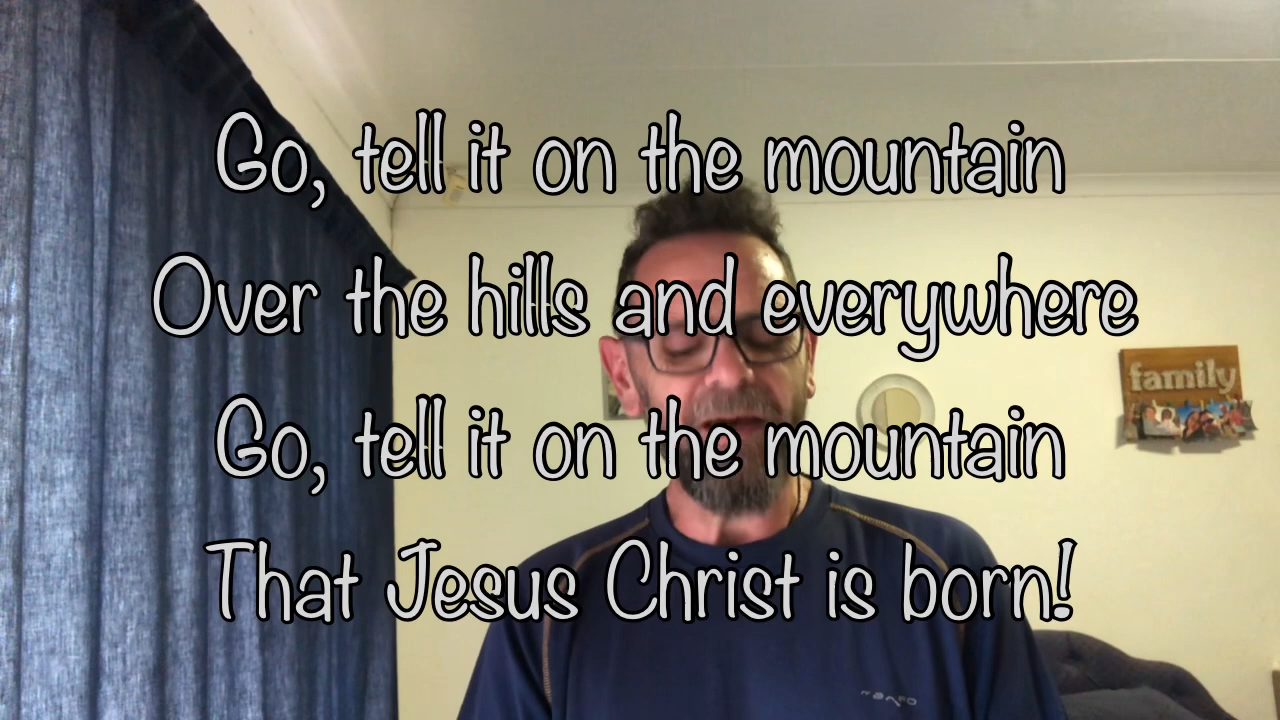 Go, tell it on the mountain
Over the hills and everywhere
family
Go, tell it on the mountain
That Jesus Christ is born!